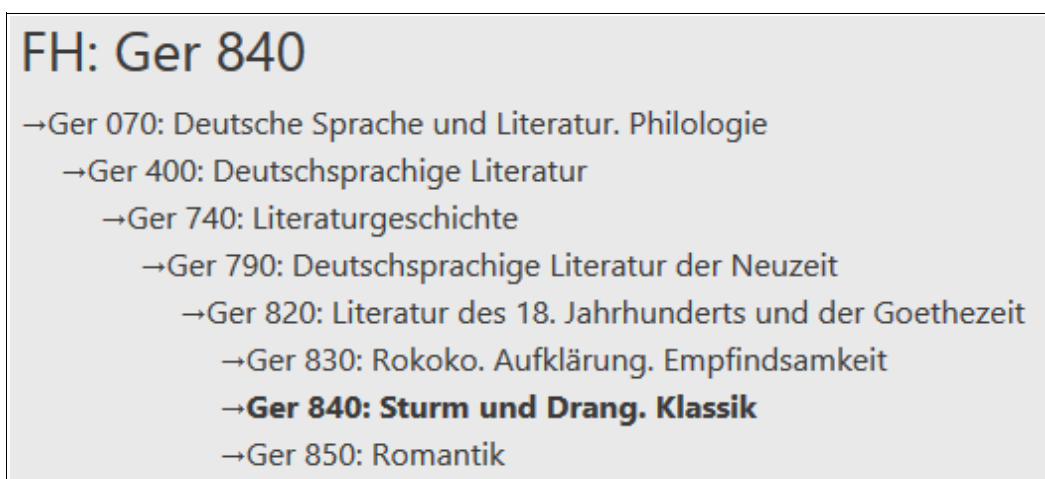 FH: Ger 840
→Ger 070: Deutsche Sprache und Literatur. Philologie
→Ger 400: Deutschsprachige Literatur
→Ger 740: Literaturgeschichte
→Ger 790: Deutschsprachige Literatur der Neuzeit
→Ger 820: Literatur des 18. Jahrhunderts und der Goethezeit
→Ger 830: Rokoko. Aufklärung. Empfindsamkeit
→Ger 840: Sturm und Drang. Klassik
→Ger 850: Romantik